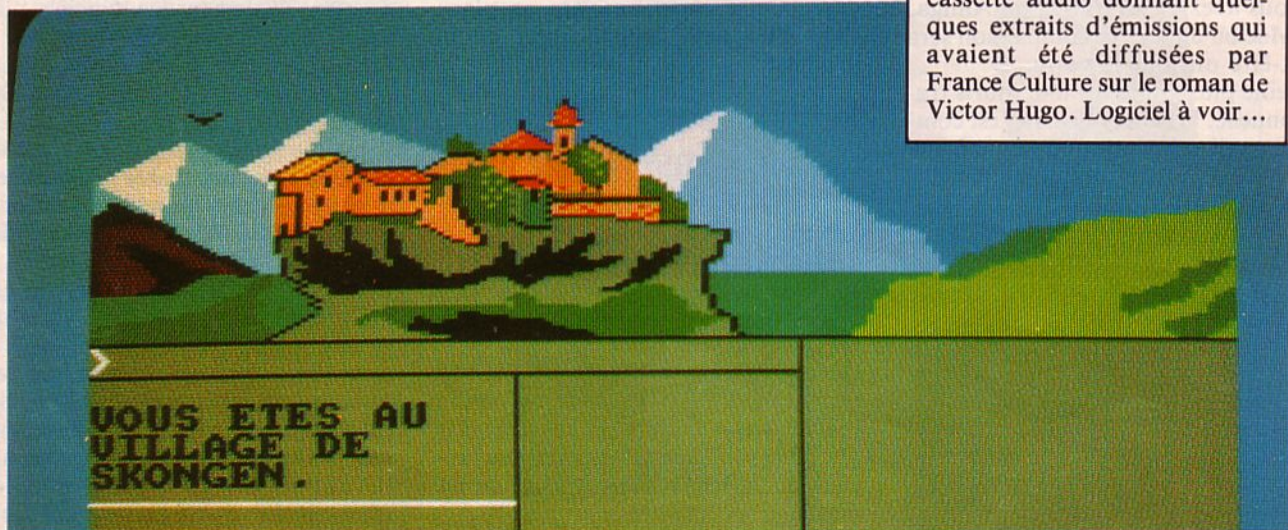 cassette audio donnant quel-
ques extraits d'émissions qui
avaient été diffusées par
France Culture sur le roman de
Victor Hugo. Logiciel à voir...
>
VOUS ETES AU
VILLAGE DE
SKONGEN.